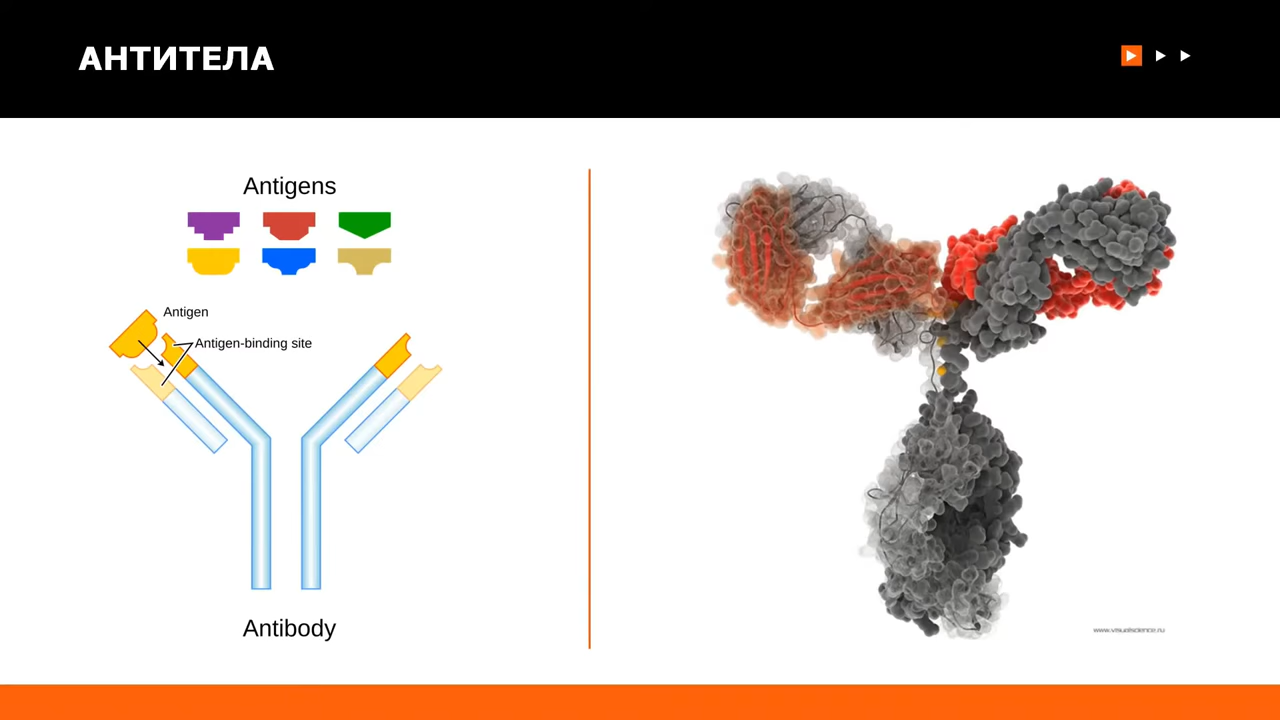 АНТИТЕЛА
Antigens
Antigen
Antigen-binding site
Antibody
www.visualscience.ru